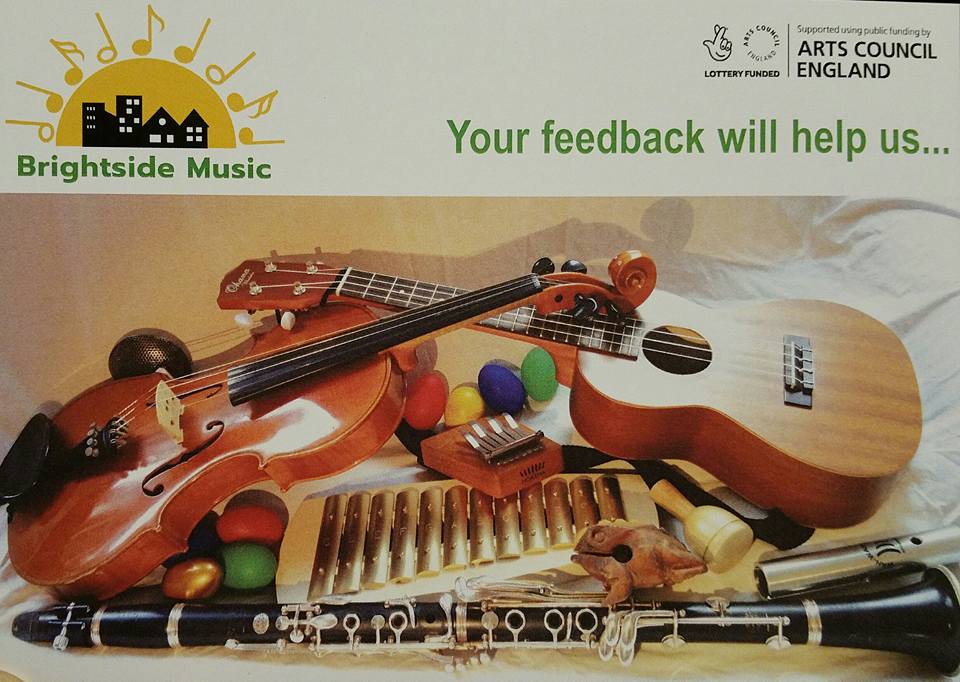 Brightside Music
LOTTERY FUNDED
ARTS COUNCIL
ENGLAND
Supported using public funding by
ARTS COUNCIL
ENGLAND
Your feedback will help us...
Ohana